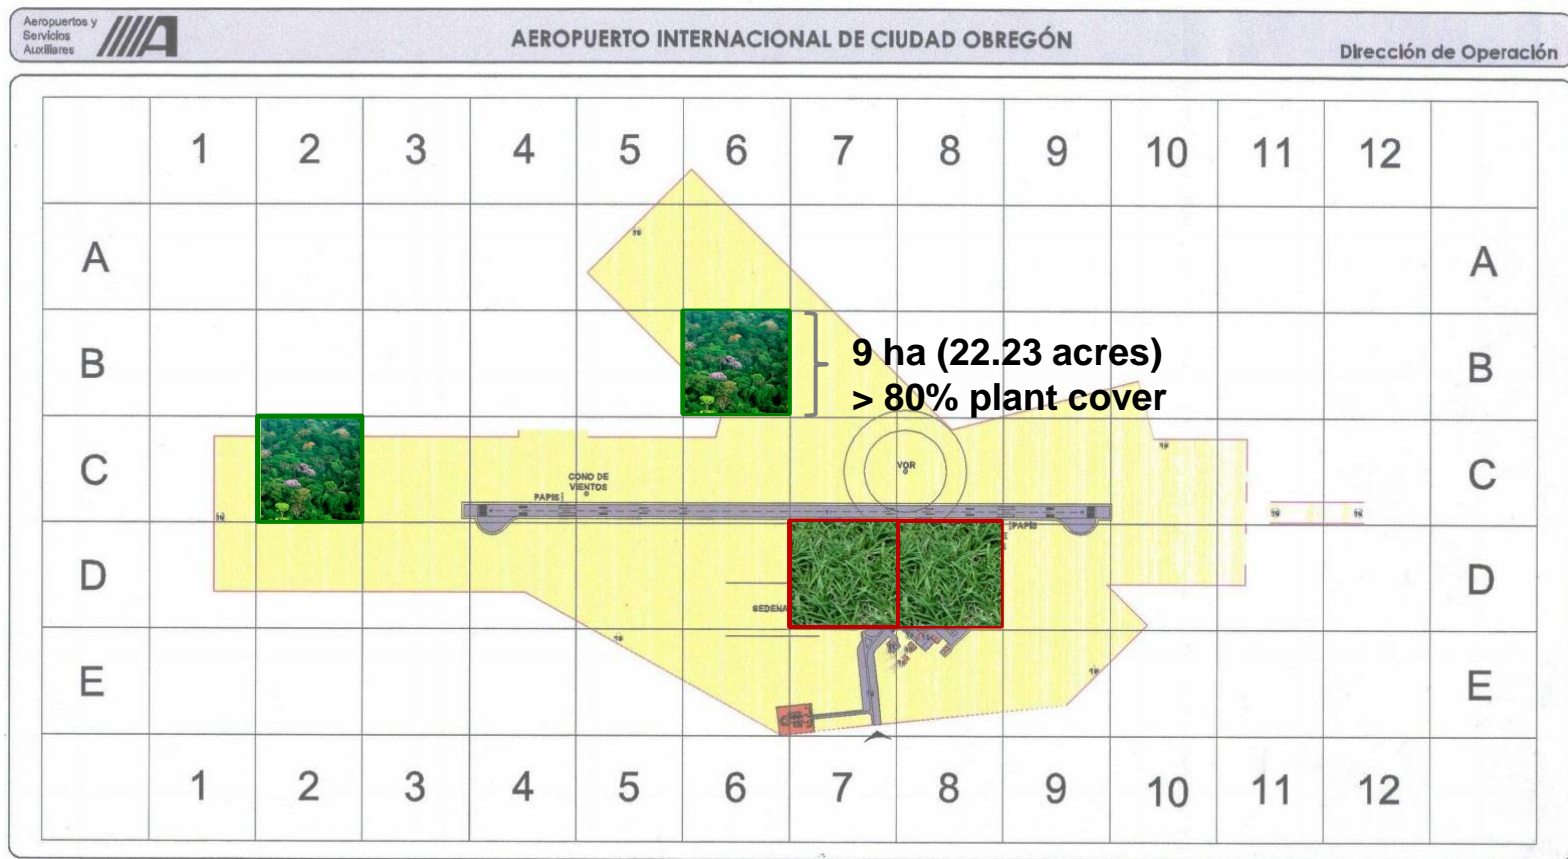 Aeropuertos y
Servicios
Auxiliares
AEROPUERTO INTERNACIONAL DE CIUDAD OBREGÓN
Dirección de Operación
1 2 3 4 5 6 7 8 9 10 11 12
A A
B B
9 ha (22.23 acres)
> 80% plant cover
C C
CONO DE
VIENTOS
PAPIS
VOR
PAPIS
D D
SEDENA
E E
1 2 3 4 5 6 7 8 9 10 11 12